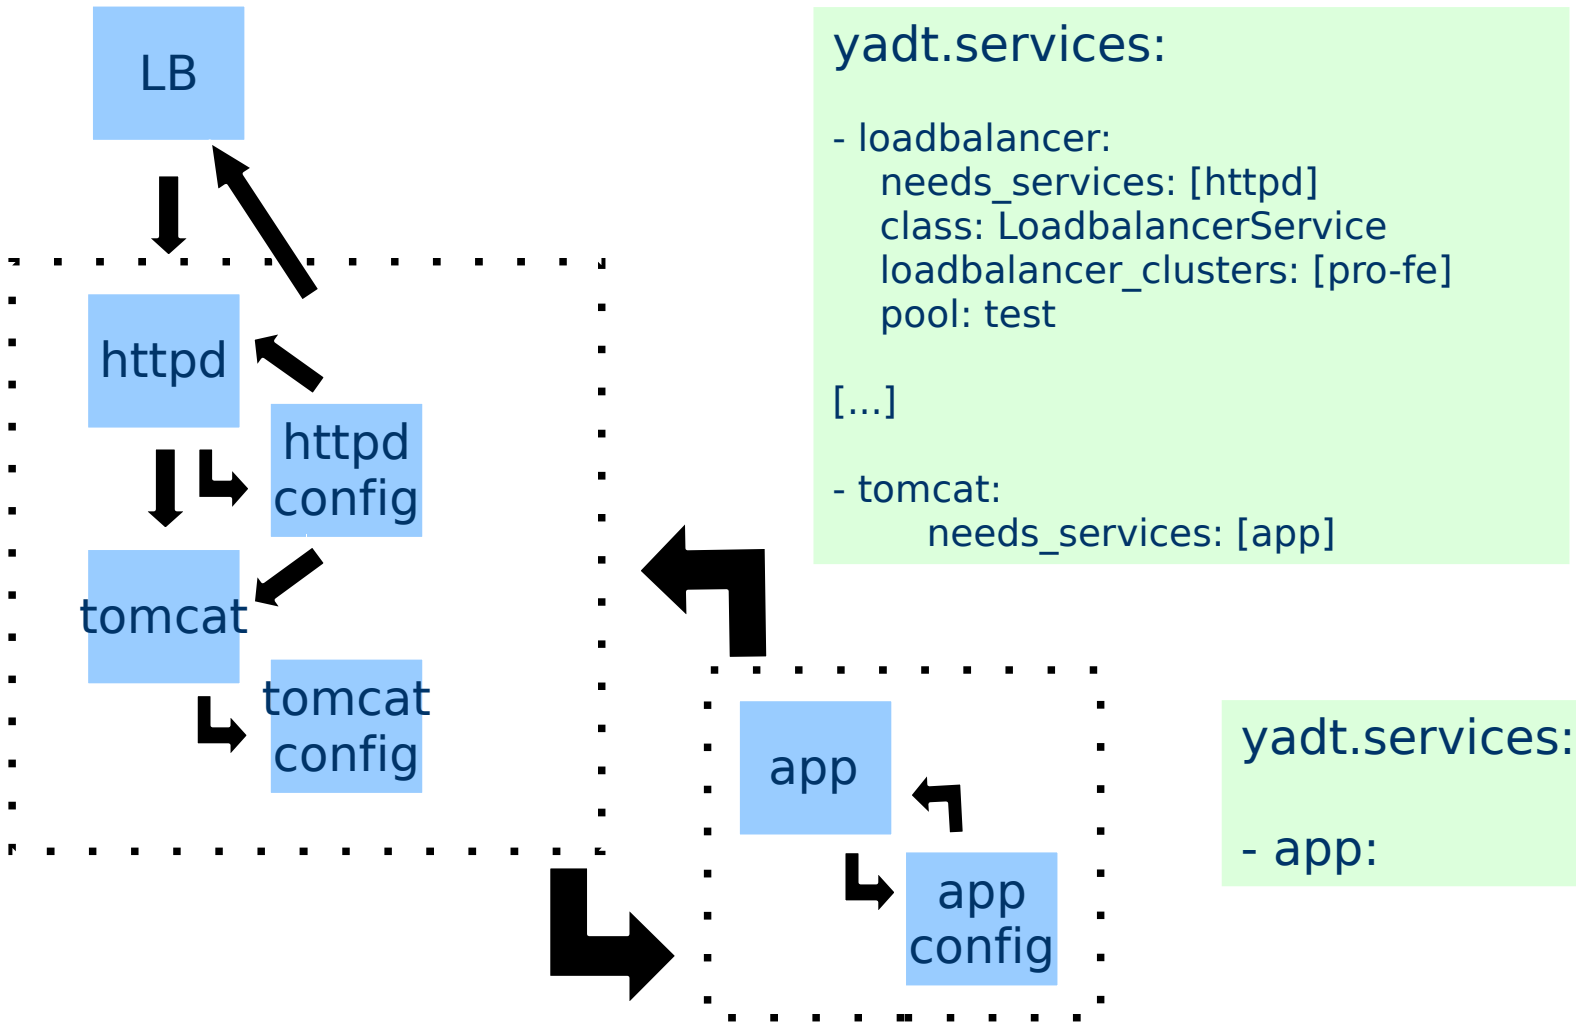 LB
httpd
httpd
config
tomcat
tomcat
config
yadt.services:
- loadbalancer:
needs_services: [httpd]
class: LoadbalancerService
loadbalancer_clusters: [pro-fe]
pool: test
[...]
- tomcat:
needs_services: [app]
app
app
config
yadt.services:
- app: